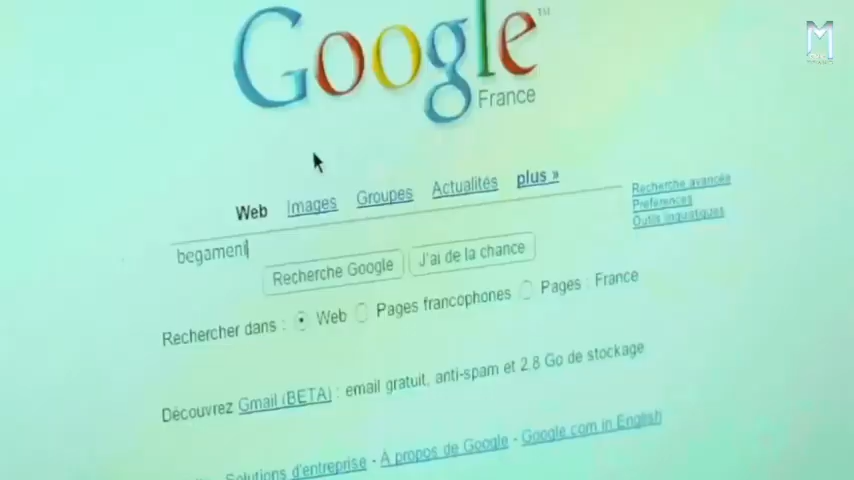 Google™
France
Web Images Groupes Actualités plus »
Recherche avancée
Préférences
Outils linguistiques
begameni
Recherche Google J'ai de la chance
Rechercher dans : Web Pages francophones Pages : France
Découvrez Gmail (BETA) : email gratuit, anti-spam et 2.8 Go de stockage
Solutions d'entreprise - À propos de Google - Google.com in English
M